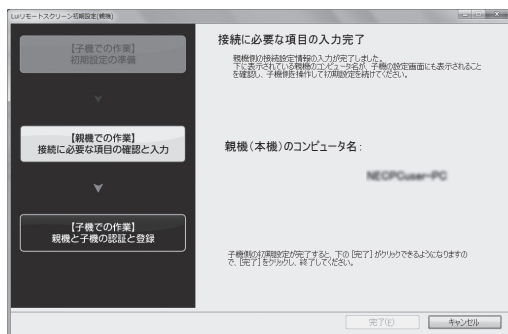 Luiリモートスクリーン初期設定(親機)
【子機での作業】
初期設定の準備
【親機での作業】
接続に必要な項目の確認と入力
【子機での作業】
親機と子機の認証と登録
接続に必要な項目の入力完了
親機側の接続設定情報の入力が完了しました。
下に表示されている親機のコンピュータ名が、子機の設定画面にも表示されること
を確認し、子機側を操作して初期設定を続けてください。
親機(本機)のコンピュータ名:
NECPCuser-PC
子機側の初期設定が完了すると、下の [完了] がクリックできるようになりますの
で、[完了] をクリックし、終了してください。
完了(F)
キャンセル